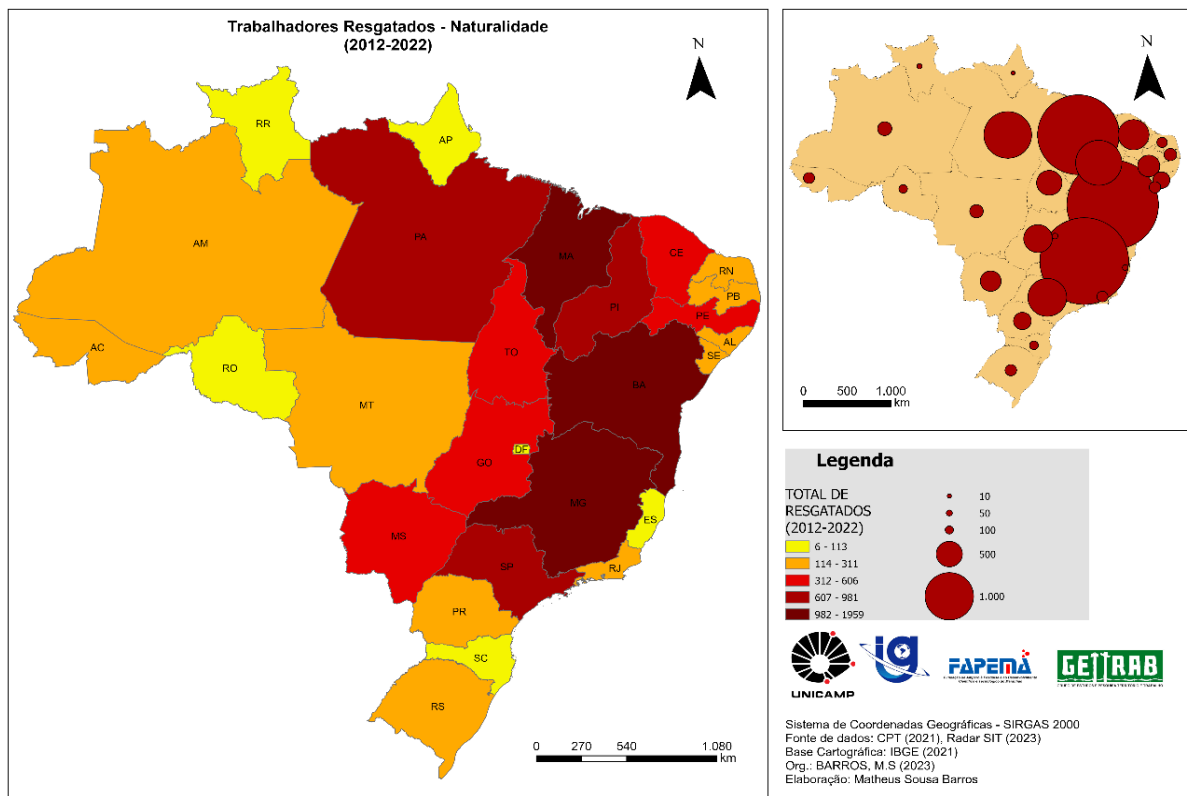 Trabalhadores Resgatados - Naturalidade
(2012-2022)
N
RR
AP
AM
PA
MA
CE
RN
PB
PI
PE
AL
SE
AC
RO
TO
BA
MT
DF
GO
MG
ES
MS
SP
RJ
PR
SC
RS
0 270 540 1.080
km
N
0 500 1.000
km
Legenda
TOTAL DE
RESGATADOS
(2012-2022)
6 - 113
114 - 311
312 - 606
607 - 981
982 - 1959
10
50
100
500
1.000
UNICAMP
ig
FAPEMA
GETTRAB
Sistema de Coordenadas Geográficas - SIRGAS 2000
Fonte de dados: CPT (2021), Radar SIT (2023)
Base Cartográfica: IBGE (2021)
Org.: BARROS, M.S (2023)
Elaboração: Matheus Sousa Barros